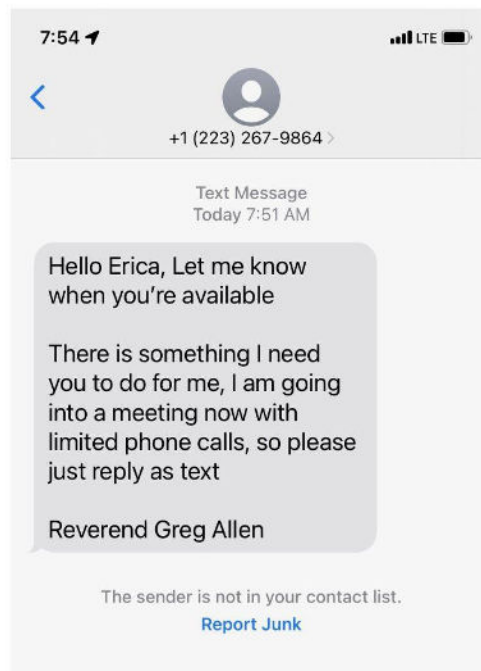 7:54
LTE
+1 (223) 267-9864 >
Text Message
Today 7:51 AM
Hello Erica, Let me know
when you're available
There is something I need
you to do for me, I am going
into a meeting now with
limited phone calls, so please
just reply as text
Reverend Greg Allen
The sender is not in your contact list.
Report Junk